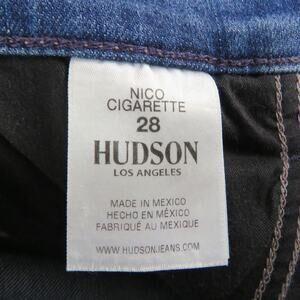 NICO
CIGARETTE
28
HUDSON
LOS ANGELES
MADE IN MEXICO
HECHO EN MÉXICO
FABRIQUÉ AU MEXIQUE
WWW.HUDSONJEANS.COM